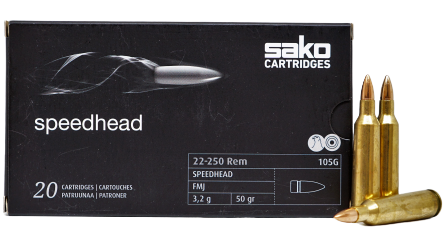 sako
CARTRIDGES
speedhead
22-250 Rem 105G
SPEEDHEAD
FMJ
3,2 g 50 gr
20 CARTRIDGES / CARTOUCHES
PATRUUNAA / PATRONER